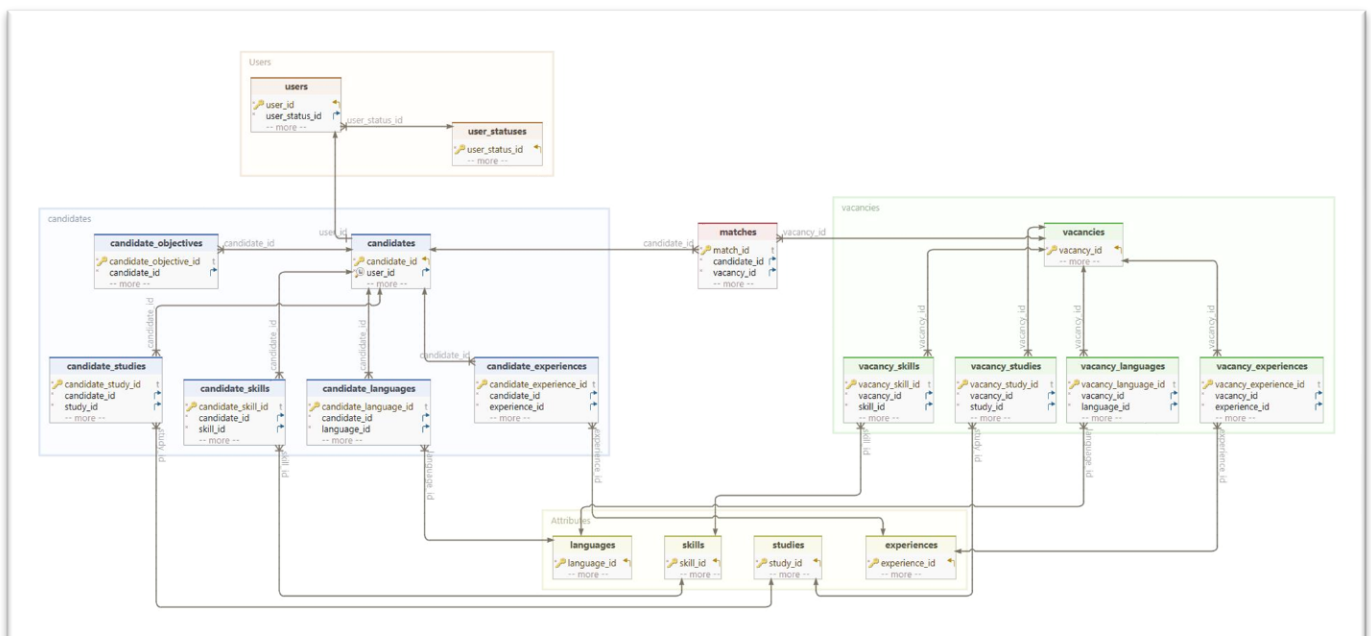 Users
users
user_id
user_status_id
-- more --
user_status_id
user_statuses
user_status_id
-- more --
candidates
candidate_objectives
candidate_objective_id
candidate_id
-- more --
candidate_id
user_id
candidates
candidate_id
user_id
-- more --
candidate_id
matches
match_id
candidate_id
vacancy_id
-- more --
vacancy_id
vacancies
vacancies
vacancy_id
-- more --
candidate_id
candidate_id
candidate_id
candidate_id
vacancy_id
vacancy_id
vacancy_id
vacancy_id
candidate_studies
candidate_study_id
candidate_id
study_id
-- more --
candidate_skills
candidate_skill_id
candidate_id
skill_id
-- more --
candidate_languages
candidate_language_id
candidate_id
language_id
-- more --
candidate_experiences
candidate_experience_id
candidate_id
experience_id
-- more --
vacancy_skills
vacancy_skill_id
vacancy_id
skill_id
-- more --
vacancy_studies
vacancy_study_id
vacancy_id
study_id
-- more --
vacancy_languages
vacancy_language_id
vacancy_id
language_id
-- more --
vacancy_experiences
vacancy_experience_id
vacancy_id
experience_id
-- more --
study_id
skill_id
language_id
experience_id
skill_id
study_id
language_id
experience_id
Attributes
languages
language_id
-- more --
skills
skill_id
-- more --
studies
study_id
-- more --
experiences
experience_id
-- more --